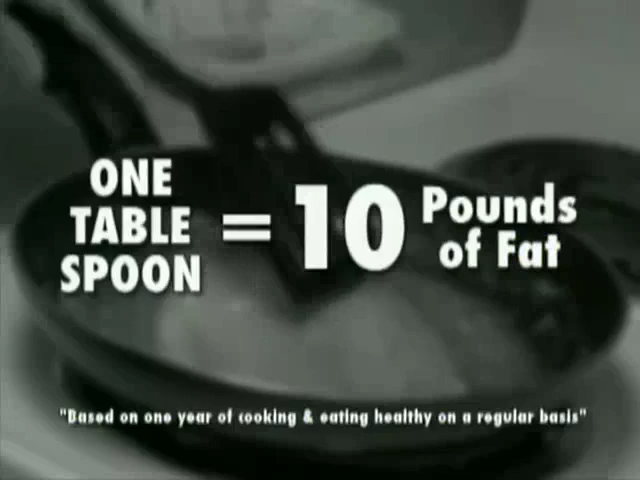 ONE
TABLE
SPOON
= 10
Pounds
of Fat
"Based on one year of cooking & eating healthy on a regular basis"